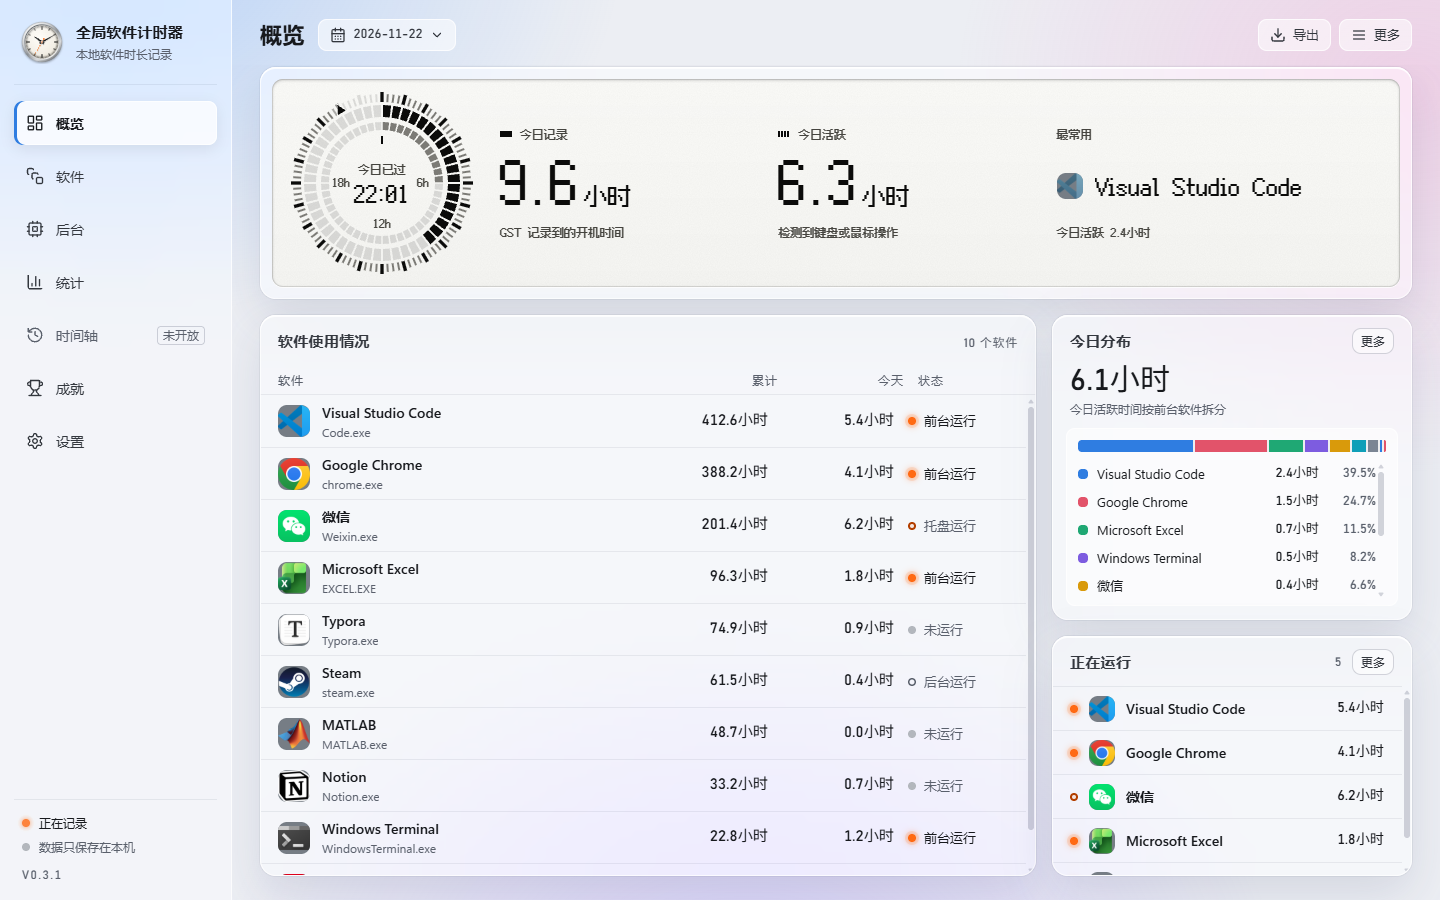 全局软件计时器
本地软件时长记录
概览
软件
后台
统计
时间轴 未开放
成就
设置
正在记录
数据只保存在本机
V0.3.1
概览 2026-11-22
导出 更多
今日已过
22:01
18h
6h
12h
今日记录
9.6小时
GST 记录到的开机时间
今日活跃
6.3小时
检测到键盘或鼠标操作
最常用
Visual Studio Code
今日活跃 2.4小时
软件使用情况 10 个软件
软件 累计 今天 状态
Visual Studio Code
Code.exe
412.6小时 5.4小时 前台运行
Google Chrome
chrome.exe
388.2小时 4.1小时 前台运行
微信
Weixin.exe
201.4小时 6.2小时 托盘运行
Microsoft Excel
EXCEL.EXE
96.3小时 1.8小时 前台运行
Typora
Typora.exe
74.9小时 0.9小时 未运行
Steam
steam.exe
61.5小时 0.4小时 后台运行
MATLAB
MATLAB.exe
48.7小时 0.0小时 未运行
Notion
Notion.exe
33.2小时 0.7小时 未运行
Windows Terminal
WindowsTerminal.exe
22.8小时 1.2小时 前台运行
今日分布 更多
6.1小时
今日活跃时间按前台软件拆分
Visual Studio Code 2.4小时 39.5%
Google Chrome 1.5小时 24.7%
Microsoft Excel 0.7小时 11.5%
Windows Terminal 0.5小时 8.2%
微信 0.4小时 6.6%
正在运行 5 更多
Visual Studio Code 5.4小时
Google Chrome 4.1小时
微信 6.2小时
Microsoft Excel 1.8小时